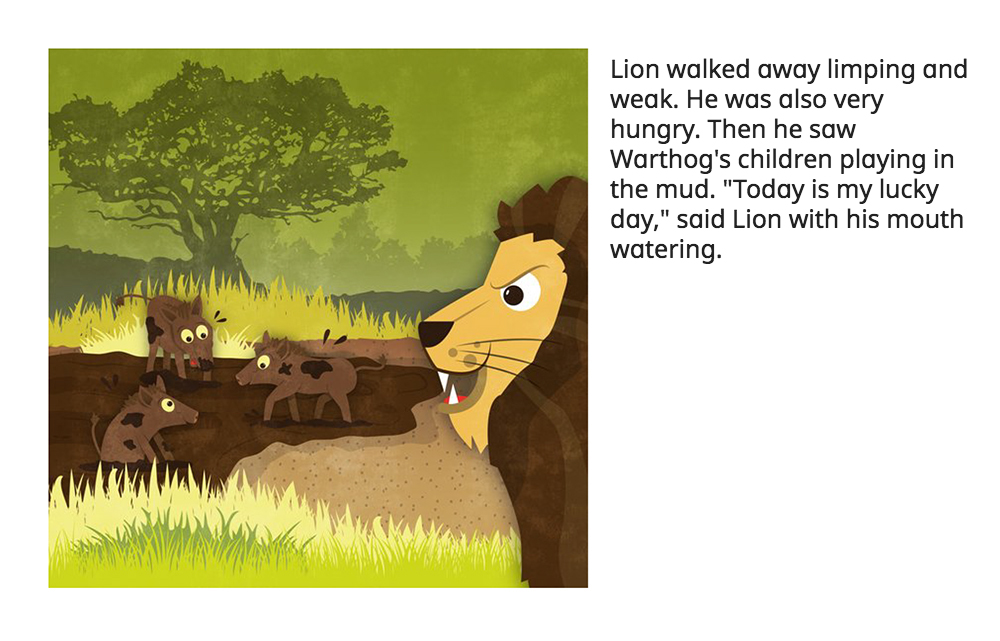 Lion walked away limping and
weak. He was also very
hungry. Then he saw
Warthog's children playing in
the mud. "Today is my lucky
day," said Lion with his mouth
watering.